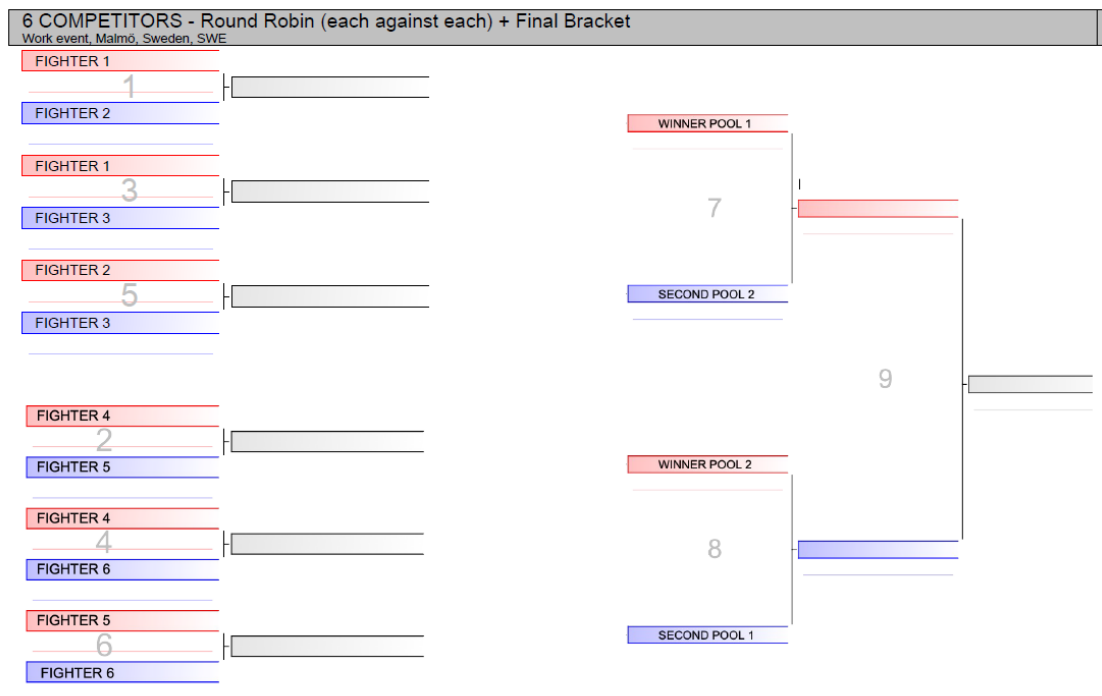 6 COMPETITORS - Round Robin (each against each) + Final Bracket
Work event, Malmö, Sweden, SWE
FIGHTER 1
1
FIGHTER 2
FIGHTER 1
3
FIGHTER 3
FIGHTER 2
5
FIGHTER 3
FIGHTER 4
2
FIGHTER 5
FIGHTER 4
4
FIGHTER 6
FIGHTER 5
6
FIGHTER 6
WINNER POOL 1
7
SECOND POOL 2
WINNER POOL 2
8
SECOND POOL 1
9